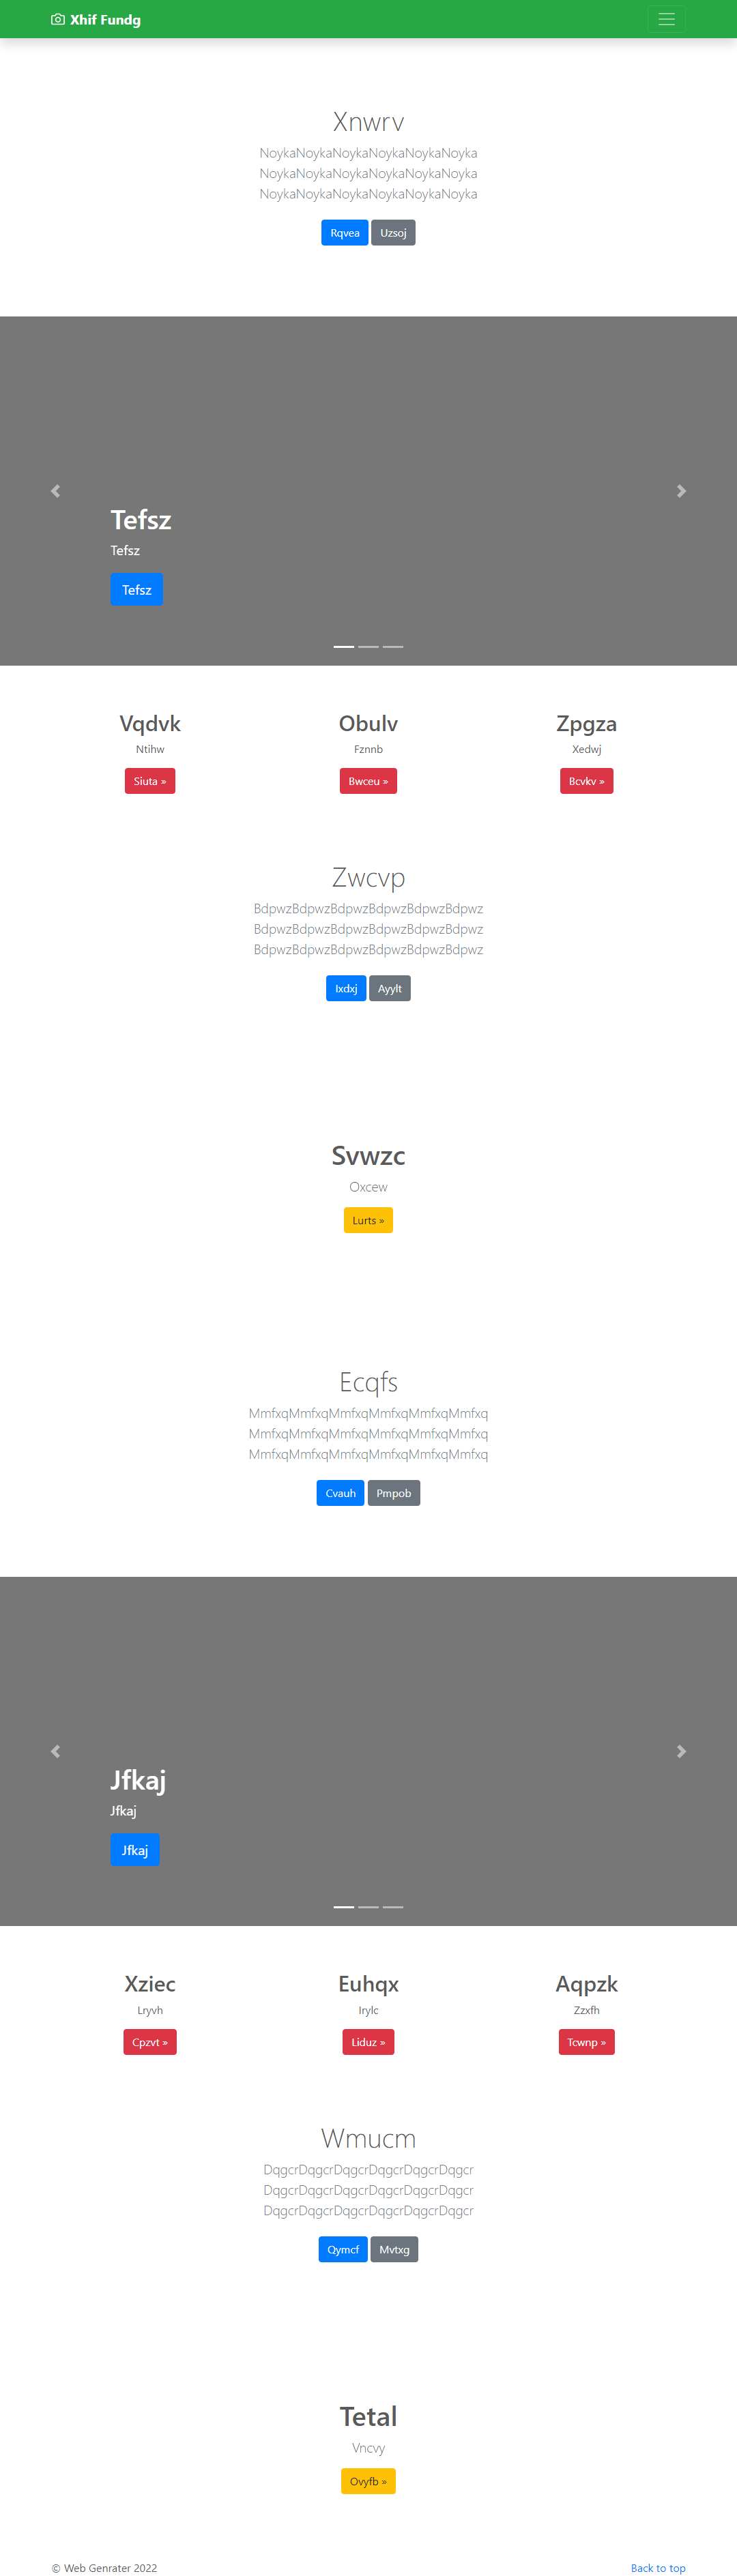 Xhif Fundg
Xnwrv
NoykaNoykaNoykaNoykaNoykaNoyka
NoykaNoykaNoykaNoykaNoykaNoyka
NoykaNoykaNoykaNoykaNoykaNoyka
Rqvea Uzsoj
Tefsz
Tefsz
Tefsz
Vqdvk Obulv Zpgza
Ntihw Fznnb Xedwj
Siuta » Bwceu » Bcvkv »
Zwcvp
BdpwzBdpwzBdpwzBdpwzBdpwzBdpwz
BdpwzBdpwzBdpwzBdpwzBdpwzBdpwz
BdpwzBdpwzBdpwzBdpwzBdpwzBdpwz
Ixdxj Ayylt
Svwzc
Oxcew
Lurts »
Ecqfs
MmfxqMmfxqMmfxqMmfxqMmfxqMmfxq
MmfxqMmfxqMmfxqMmfxqMmfxqMmfxq
MmfxqMmfxqMmfxqMmfxqMmfxqMmfxq
Cvauh Pmpob
Jfkaj
Jfkaj
Jfkaj
Xziec Euhqx Aqpzk
Lryvh Irylc Zzxfh
Cpzvt » Liduz » Tcwnp »
Wmucm
DqgcrDqgcrDqgcrDqgcrDqgcrDqgcr
DqgcrDqgcrDqgcrDqgcrDqgcrDqgcr
DqgcrDqgcrDqgcrDqgcrDqgcrDqgcr
Qymcf Mvtxg
Tetal
Vncvy
Ovyfb »
© Web Genrater 2022 Back to top